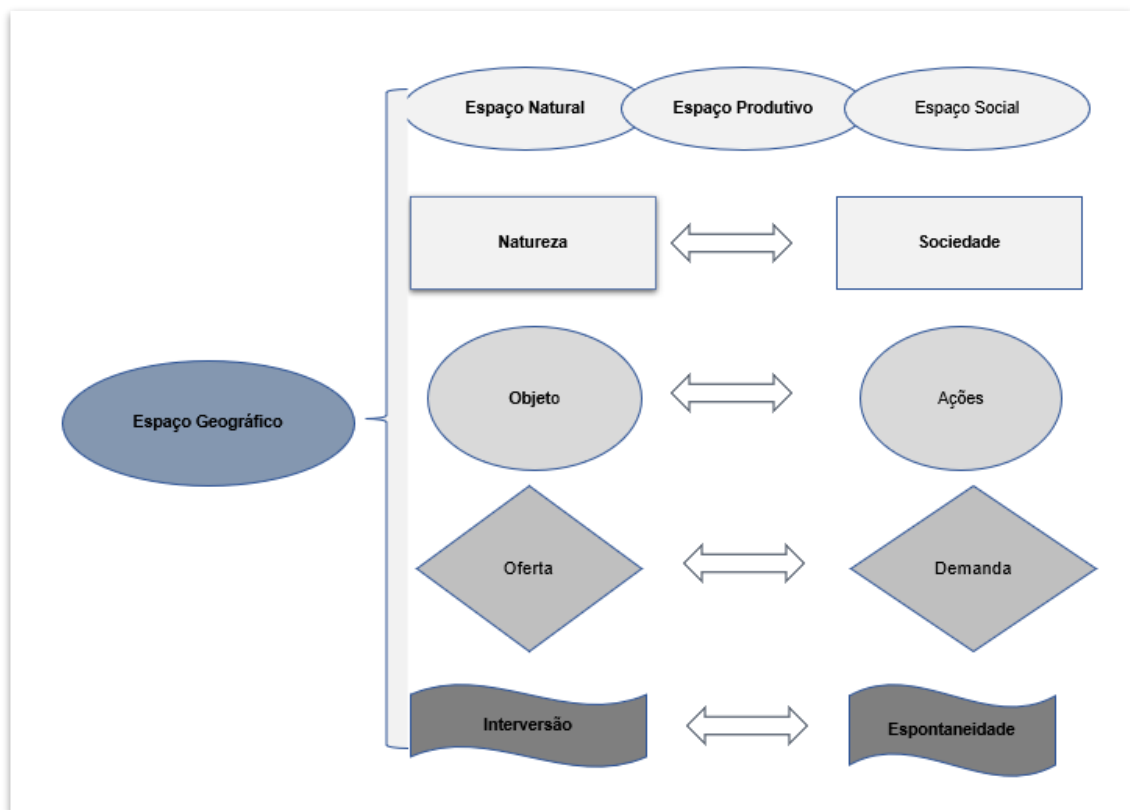 Espaço Natural
Espaço Produtivo
Espaço Social
Natureza
Sociedade
Objeto
Ações
Espaço Geográfico
Oferta
Demanda
Interversão
Espontaneidade